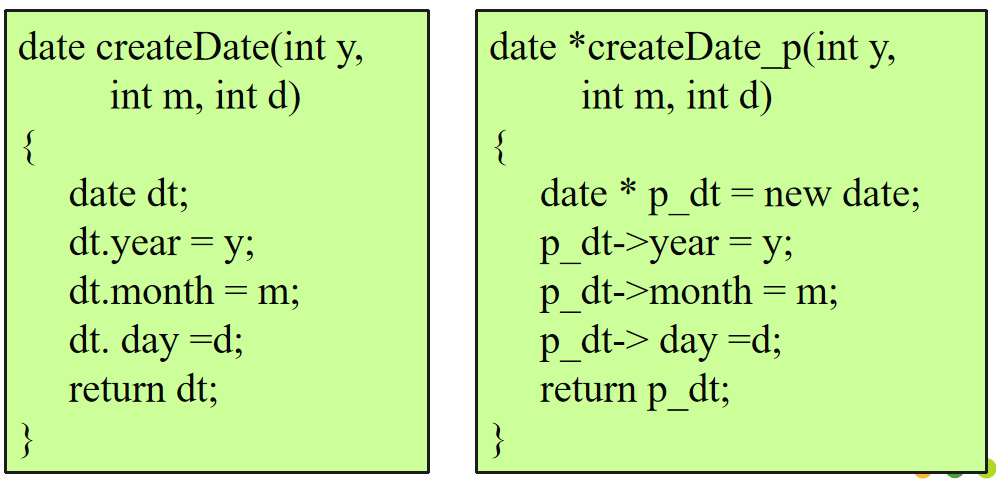 date createDate(int y,
int m, int d)
{
date dt;
dt.year = y;
dt.month = m;
dt. day =d;
return dt;
}
date *createDate_p(int y,
int m, int d)
{
date * p_dt = new date;
p_dt->year = y;
p_dt->month = m;
p_dt-> day =d;
return p_dt;
}